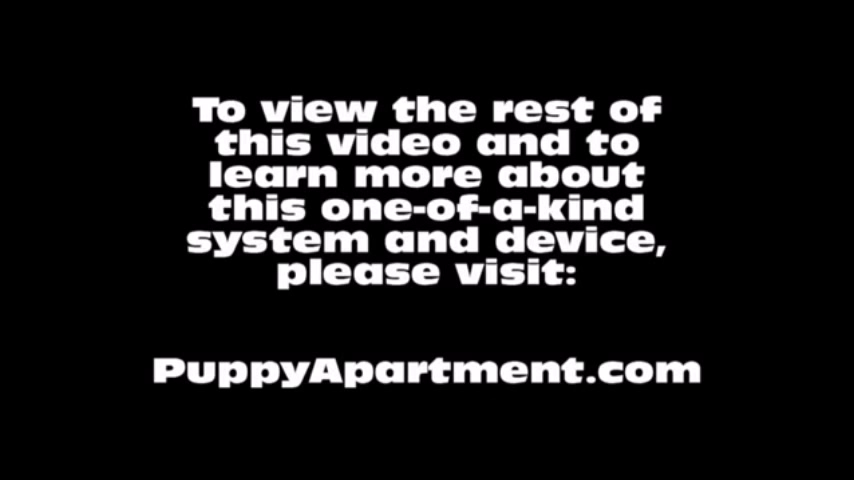 To view the rest of
this video and to
learn more about
this one-of-a-kind
system and device,
please visit:
PuppyApartment.com